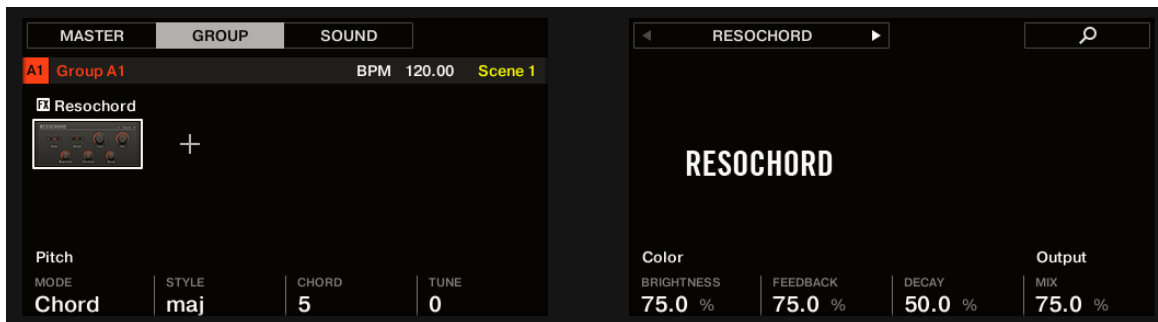 MASTER GROUP SOUND
A1 Group A1 BPM 120.00 Scene 1
FX Resochord
Pitch
MODE STYLE CHORD TUNE
Chord maj 5 0
RESOCHORD
RESOCHORD
Color Output
BRIGHTNESS FEEDBACK DECAY MIX
75.0 % 75.0 % 50.0 % 75.0 %